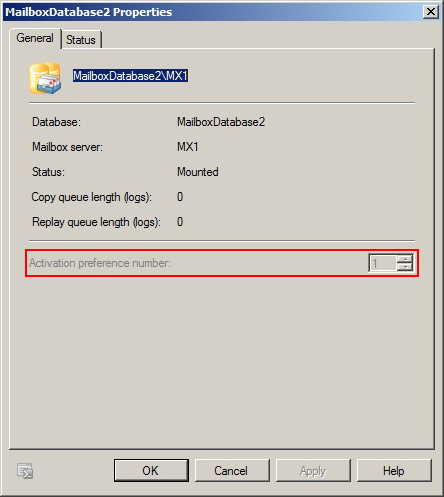 MailboxDatabase2 Properties
General Status
MailboxDatabase2\MX1
Database: MailboxDatabase2
Mailbox server: MX1
Status: Mounted
Copy queue length (logs): 0
Replay queue length (logs): 0
Activation preference number: 1
OK Cancel Apply Help